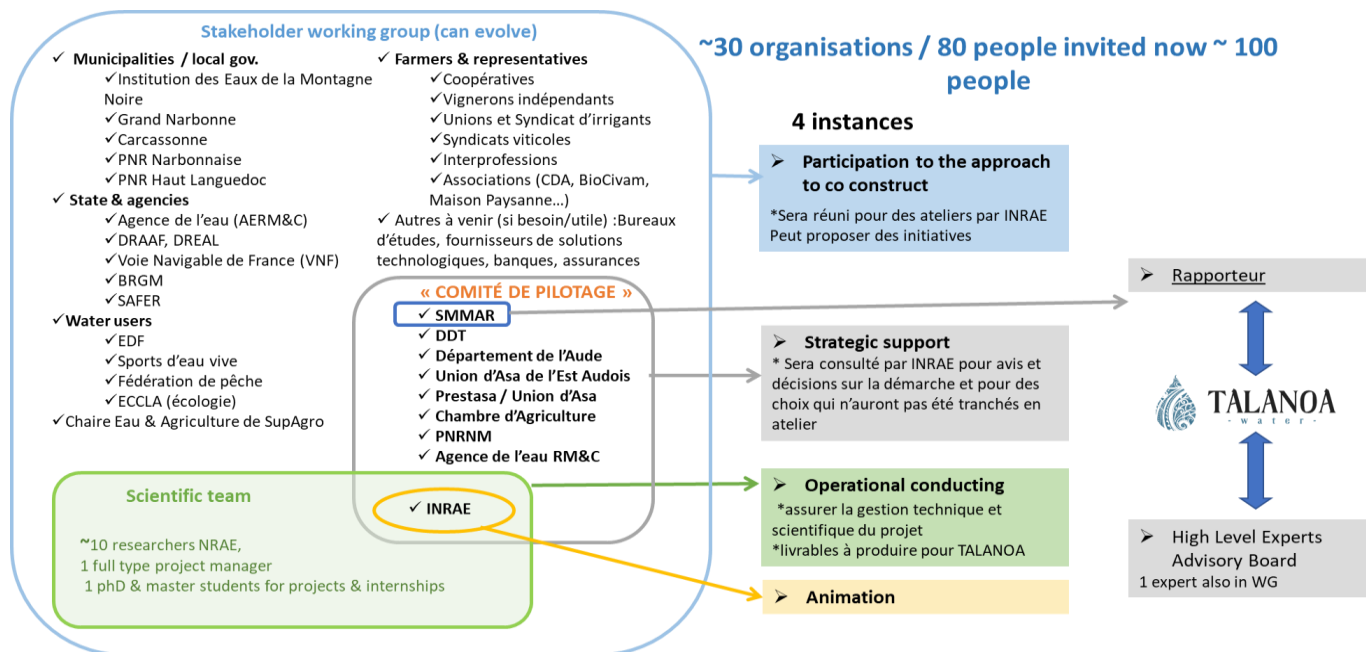 Stakeholder working group (can evolve)
✓ Municipalities / local gov.
✓Institution des Eaux de la Montagne
Noire
✓Grand Narbonne
✓Carcassonne
✓PNR Narbonnaise
✓PNR Haut Languedoc
✓ State & agencies
✓Agence de l'eau (AERM&C)
✓DRAAF, DREAL
✓Voie Navigable de France (VNF)
✓BRGM
✓SAFER
✓Water users
✓EDF
✓Sports d'eau vive
✓Fédération de pêche
✓ECCLA (écologie)
✓Chaire Eau & Agriculture de SupAgro
✓ Farmers & representatives
✓Coopératives
✓Vignerons indépendants
✓Unions et Syndicat d'irrigants
✓Syndicats viticoles
✓Interprofessions
✓Associations (CDA, BioCivam,
Maison Paysanne…)
✓ Autres à venir (si besoin/utile) :Bureaux
d'études, fournisseurs de solutions
technologiques, banques, assurances
« COMITÉ DE PILOTAGE »
✓ SMMAR
✓ DDT
✓ Département de l'Aude
✓ Union d'Asa de l'Est Audois
✓ Prestasa / Union d'Asa
✓ Chambre d'Agriculture
✓ PNRNM
✓ Agence de l'eau RM&C
✓ INRAE
Scientific team
~10 researchers NRAE,
1 full type project manager
1 phD & master students for projects & internships
~30 organisations / 80 people invited now ~ 100
people
4 instances
➢ Participation to the approach
to co construct
*Sera réuni pour des ateliers par INRAE
Peut proposer des initiatives
➢ Strategic support
* Sera consulté par INRAE pour avis et
décisions sur la démarche et pour des
choix qui n'auront pas été tranchés en
atelier
➢ Operational conducting
*assurer la gestion technique et
scientifique du projet
*livrables à produire pour TALANOA
➢ Animation
➢ Rapporteur
TALANOA
- water -
➢ High Level Experts
Advisory Board
1 expert also in WG